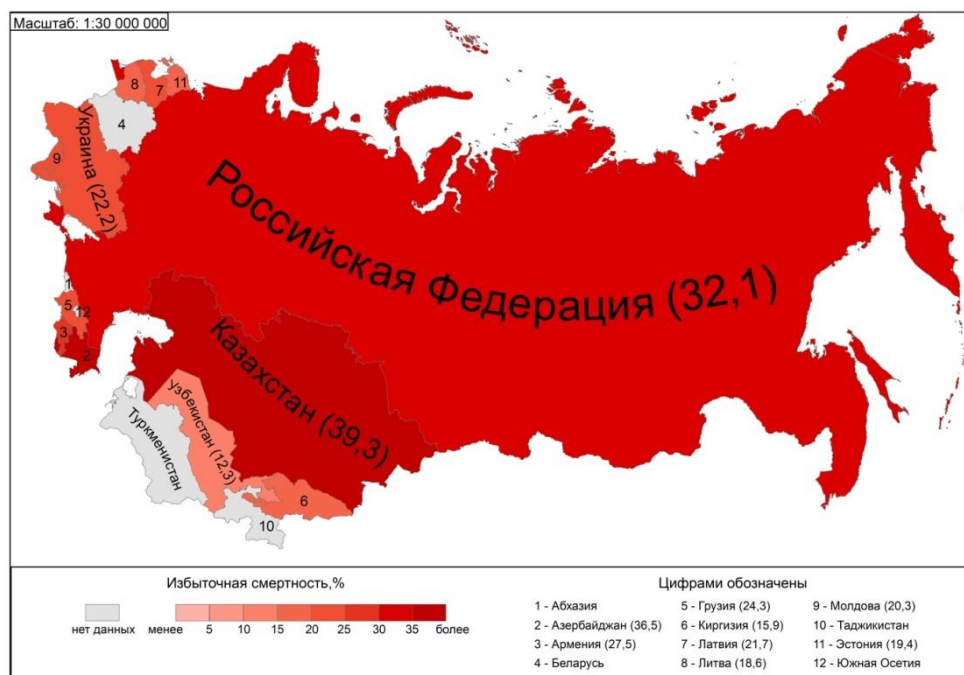 Масштаб: 1:30 000 000
8
7
11
4
Украина (22,2)
9
Российская Федерация (32,1)
1
5
12
3
2
Казахстан (39,3)
узбекистан (12,3)
Туркменистан
6
10
Избыточная смертность,%
нет данных
менее 5 10 15 20 25 30 35 более
Цифрами обозначены
1 - Абхазия
2 - Азербайджан (36,5)
3 - Армения (27,5)
4 - Беларусь
5 - Грузия (24,3)
6 - Киргизия (15,9)
7 - Латвия (21,7)
8 - Литва (18,6)
9 - Молдова (20,3)
10 - Таджикистан
11 - Эстония (19,4)
12 - Южная Осетия